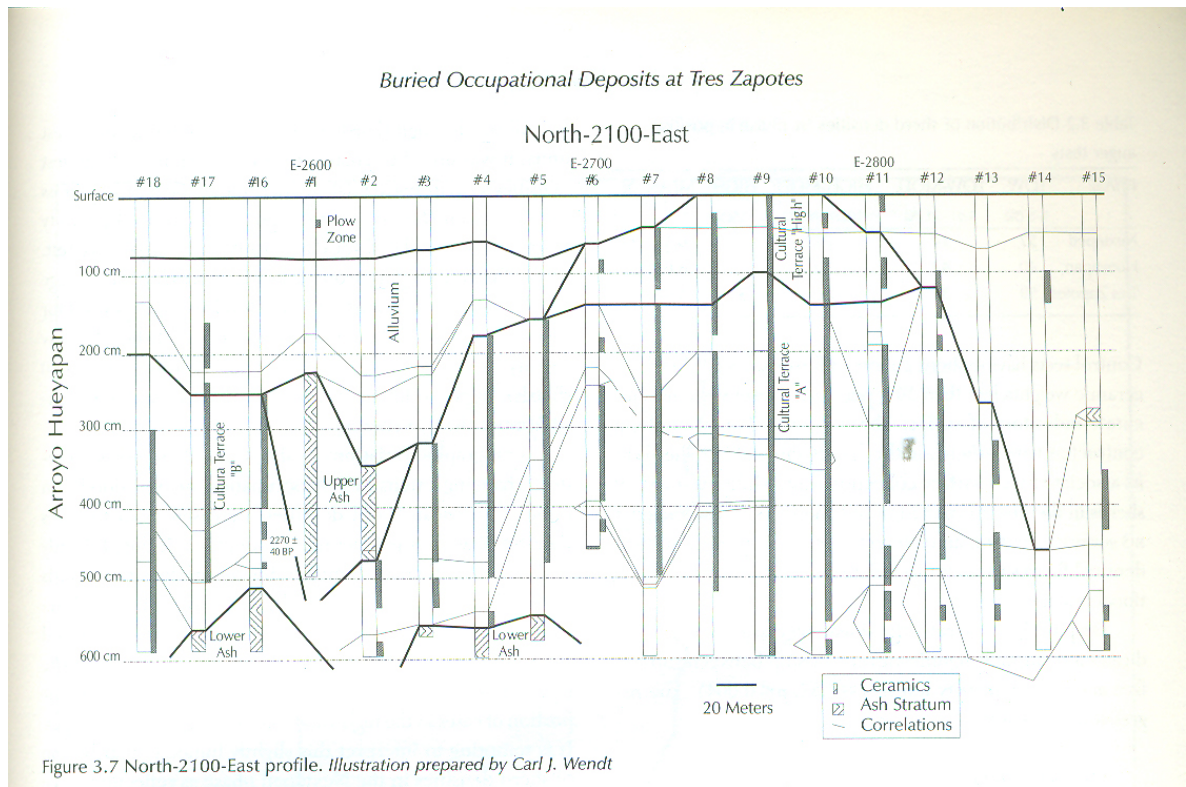 Buried Occupational Deposits at Tres Zapotes
North-2100-East
E-2600 E-2700 E-2800
#18 #17 #16 #1 #2 #3 #4 #5 #6 #7 #8 #9 #10 #11 #12 #13 #14 #15
Surface
Plow
Zone
Cultural
Terrace "High"
100 cm
Alluvium
200 cm
Arroyo Hueyapan
Cultural Terrace
"A"
300 cm
Cultura Terrace
"B"
Upper
Ash
400 cm
2270 ±
40 BP
500 cm
Lower
Ash
Lower
Ash
600 cm
20 Meters
Ceramics
Ash Stratum
Correlations
Figure 3.7 North-2100-East profile. Illustration prepared by Carl J. Wendt